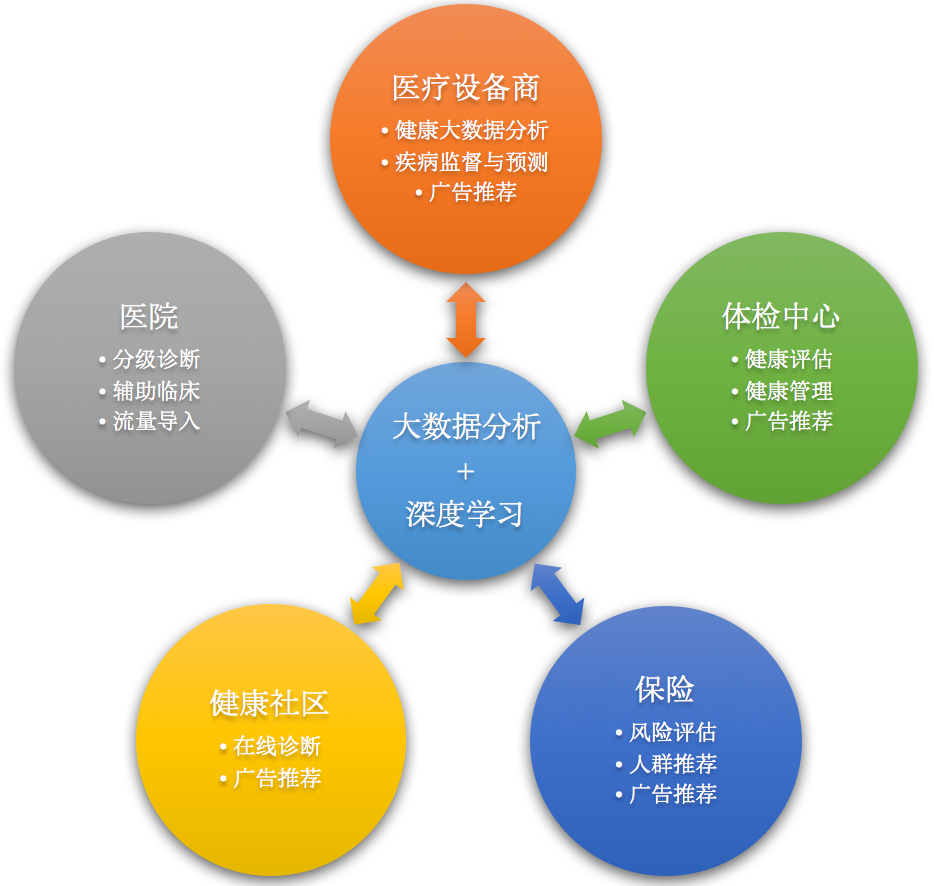 医疗设备商
• 健康大数据分析
• 疾病监督与预测
• 广告推荐
医院
• 分级诊断
• 辅助临床
• 流量导入
体检中心
• 健康评估
• 健康管理
• 广告推荐
大数据分析
+
深度学习
健康社区
• 在线诊断
• 广告推荐
保险
• 风险评估
• 人群推荐
• 广告推荐